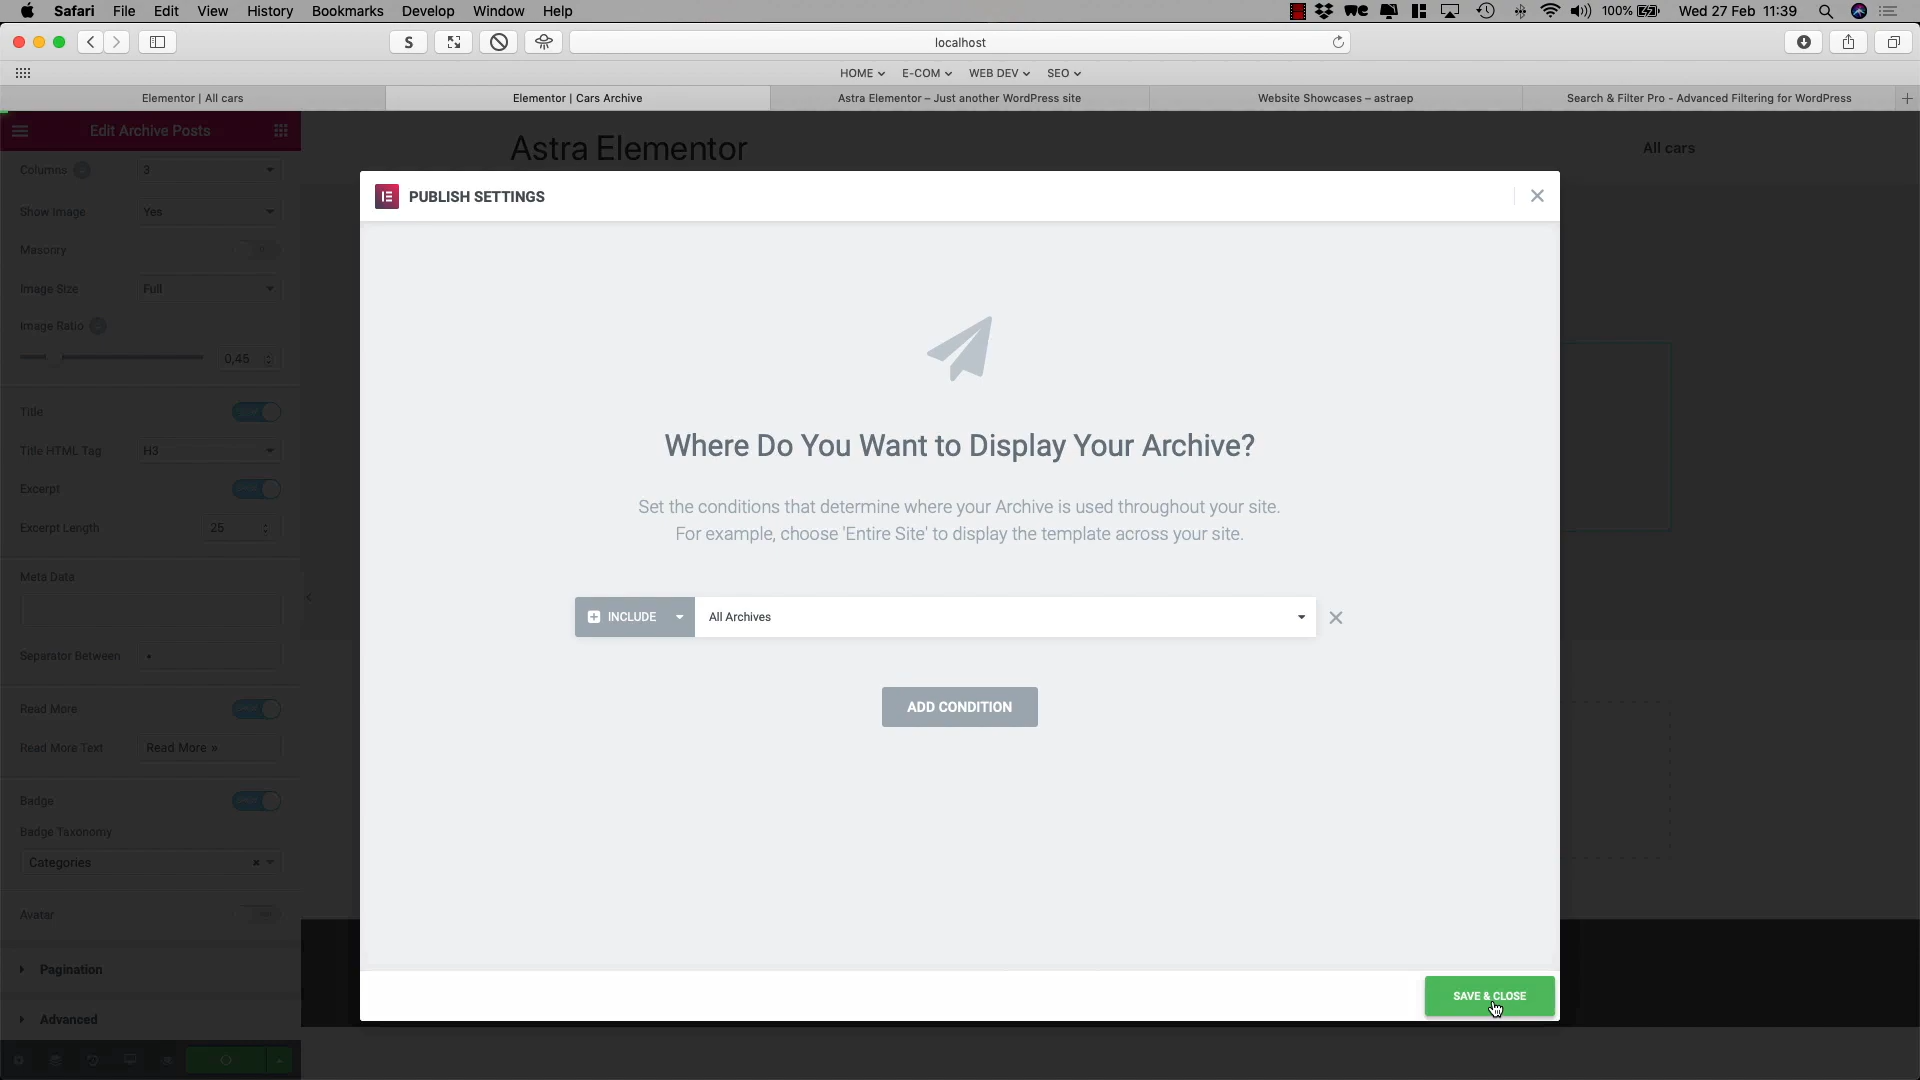 Safari File Edit View History Bookmarks Develop Window Help 100% Wed 27 Feb 11:39
S localhost
HOME E-COM WEB DEV SEO
Elementor | All cars Elementor | Cars Archive Astra Elementor – Just another WordPress site Website Showcases – astraep Search & Filter Pro - Advanced Filtering for WordPress
Edit Archive Posts
Astra Elementor
All cars
Columns 3
Show Image Yes
Masonry
Image Size Full
Image Ratio
0,45
Title
Title HTML Tag H3
Excerpt
Excerpt Length 25
Meta Data
Separator Between •
Read More
Read More Text Read More »
Badge
Badge Taxonomy
Categories
Avatar
Pagination
Advanced
PUBLISH SETTINGS
Where Do You Want to Display Your Archive?
Set the conditions that determine where your Archive is used throughout your site.
For example, choose 'Entire Site' to display the template across your site.
INCLUDE All Archives
ADD CONDITION
SAVE & CLOSE